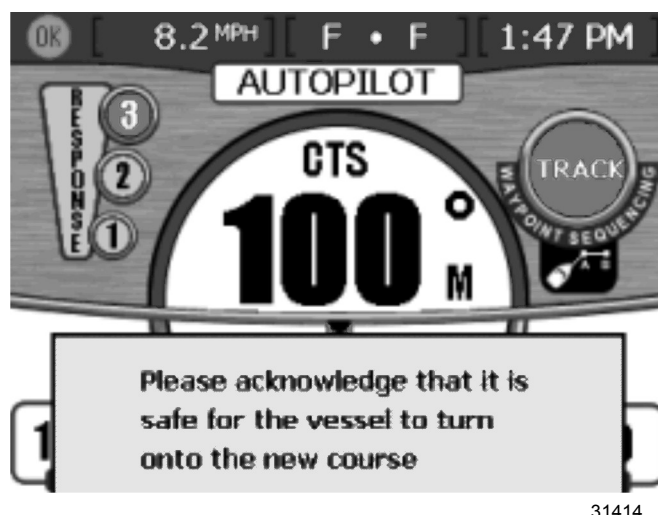 OK [ 8.2 MPH ] [ F • F ] [ 1:47 PM ]
AUTOPILOT
RESPONSE
3
2
1
CTS
100° M
TRACK
WAYPOINT SEQUENCING
A B
Please acknowledge that it is
safe for the vessel to turn
onto the new course
31414